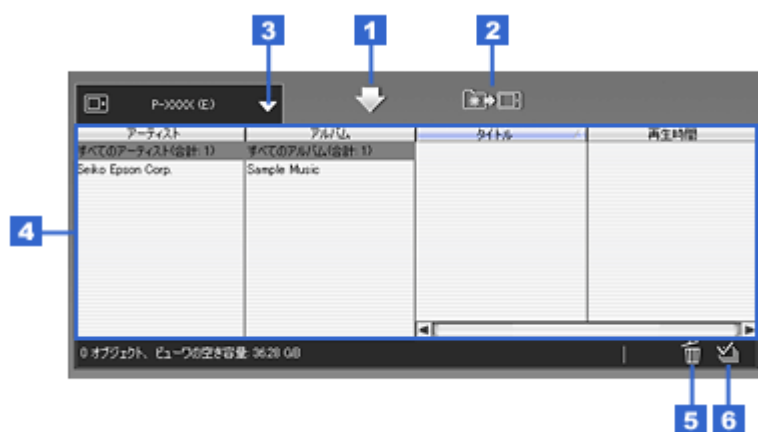 3 1 2
P-XXXX (E)
アーティスト アルバム タイトル 再生時間
すべてのアーティスト(合計: 1) すべてのアルバム(合計: 1)
Seiko Epson Corp. Sample Music
4
0 オブジェクト、ビューワの空き容量: 36.28 GB
5 6